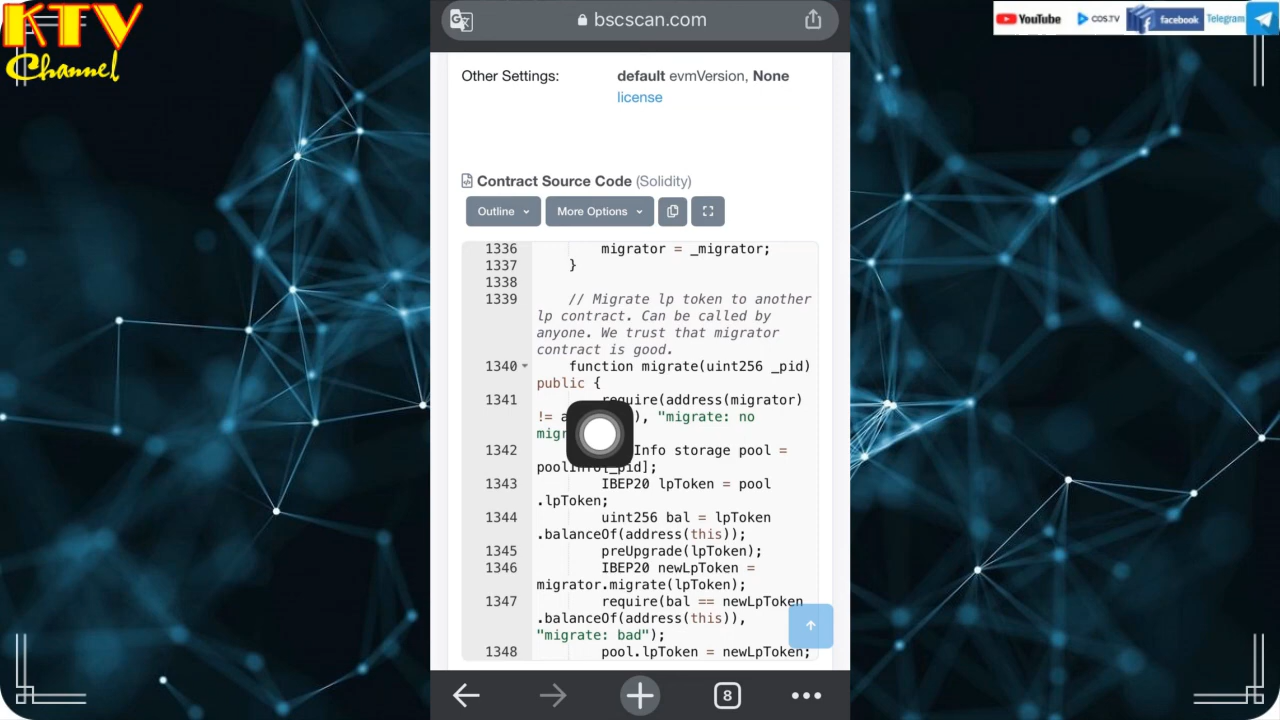 KTV
Channel
YouTube COS.TV facebook Telegram
bscscan.com
Other Settings: default evmVersion, None
license
Contract Source Code (Solidity)
Outline More Options
1336 migrator = _migrator;
1337 }
1338
1339 // Migrate lp token to another
lp contract. Can be called by
anyone. We trust that migrator
contract is good.
1340 function migrate(uint256 _pid)
public {
1341 require(address(migrator)
!= ), "migrate: no
1342 Info storage pool =
poolInfo[_pid];
1343 IBEP20 lpToken = pool
.lpToken;
1344 uint256 bal = lpToken
.balanceOf(address(this));
1345 preUpgrade(lpToken);
1346 IBEP20 newLpToken =
migrator.migrate(lpToken);
1347 require(bal == newLpToken
.balanceOf(address(this)),
"migrate: bad");
1348 pool.lpToken = newLpToken;
8